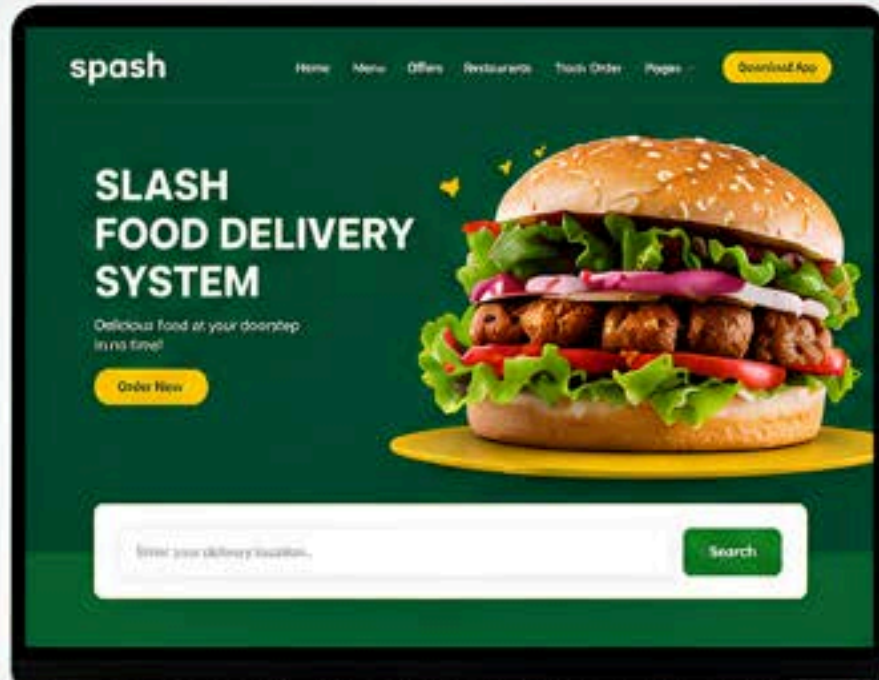 spash
Home Menu Offers Restaurants Track Order Pages
Download App
SLASH
FOOD DELIVERY
SYSTEM
Delicious food at your doorstep
in no time!
Order Now
Enter your delivery location...
Search